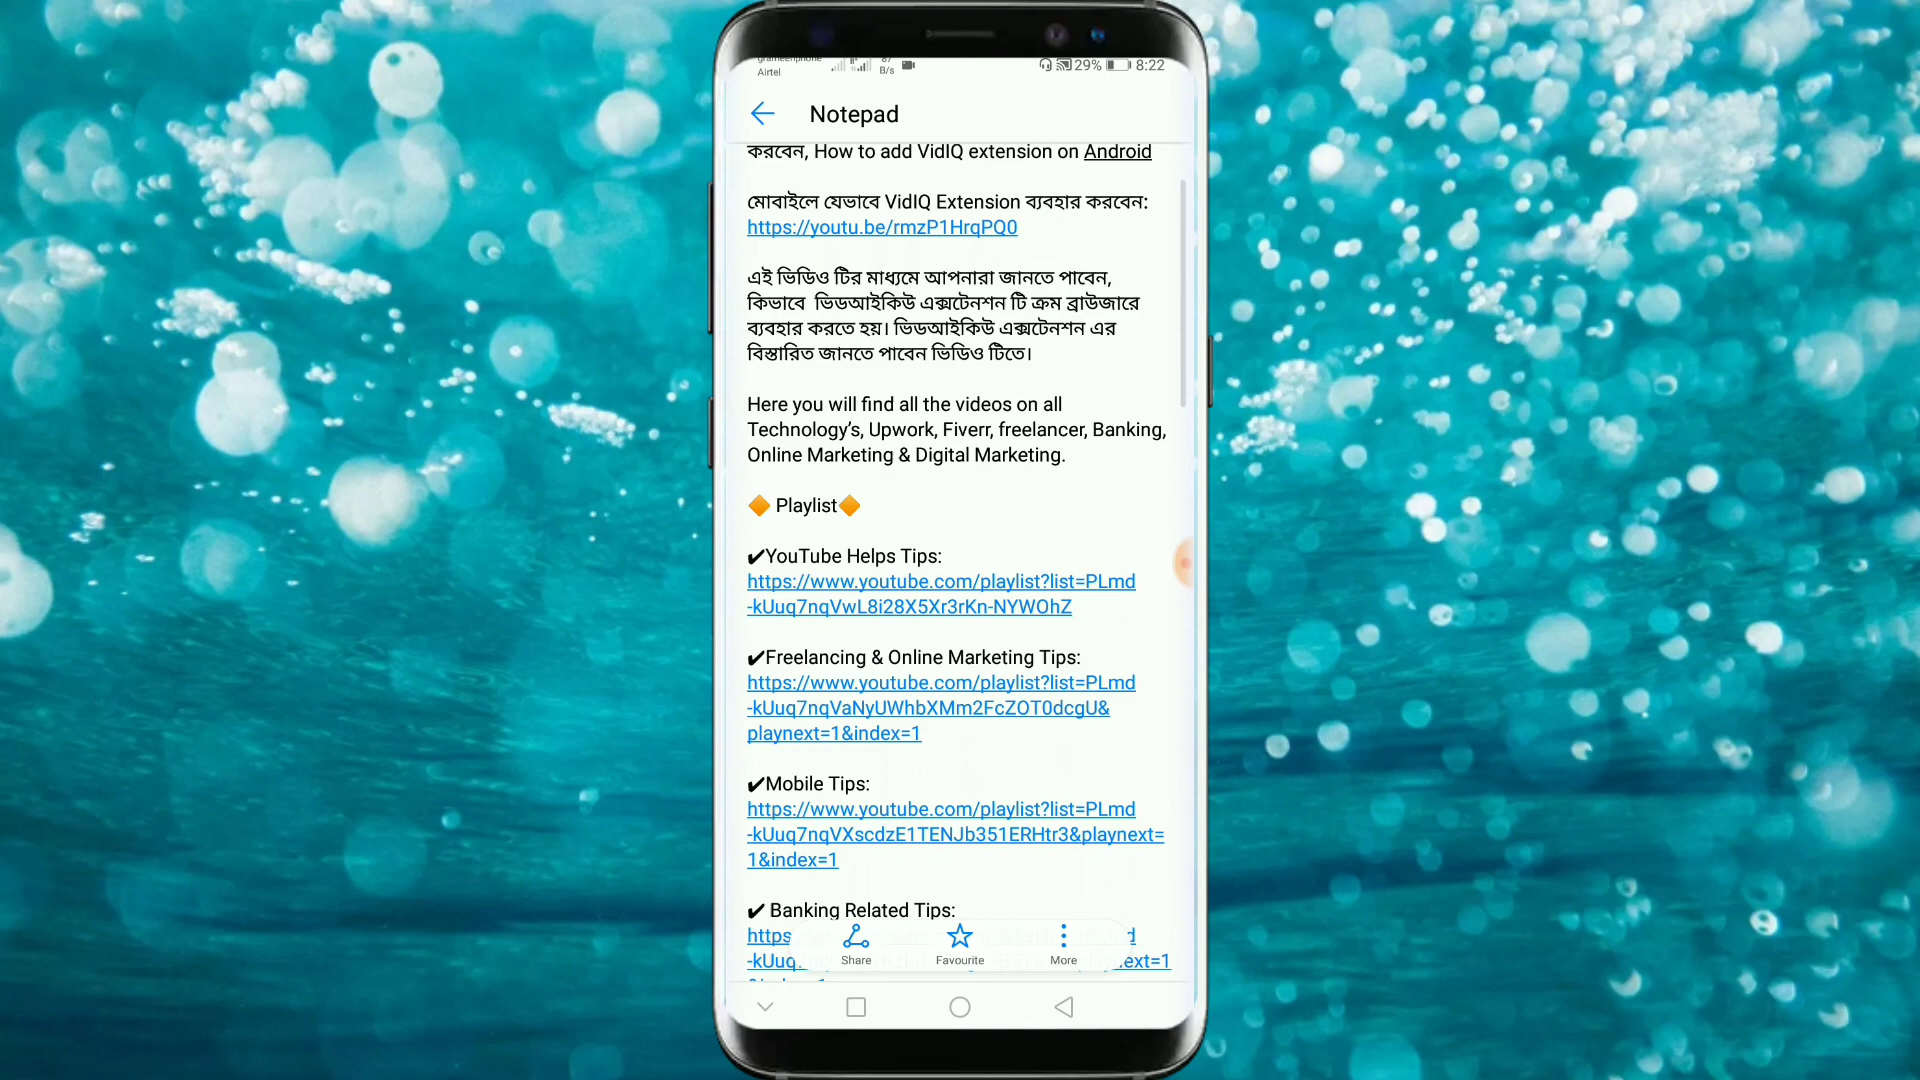 grameenphone
Airtel
87
B/s
29%
8:22
Notepad
করবেন, How to add VidIQ extension on Android
মোবাইলে যেভাবে VidIQ Extension ব্যবহার করবেন:
https://youtu.be/rmzP1HrqPQ0
এই ভিডিও টির মাধ্যমে আপনারা জানতে পাবেন,
কিভাবে ভিডআইকিউ এক্সটেনশন টি ক্রম ব্রাউজারে
ব্যবহার করতে হয়। ভিডআইকিউ এক্সটেনশন এর
বিস্তারিত জানতে পাবেন ভিডিও টিতে।
Here you will find all the videos on all
Technology's, Upwork, Fiverr, freelancer, Banking,
Online Marketing & Digital Marketing.
🔶 Playlist🔶
✔YouTube Helps Tips:
https://www.youtube.com/playlist?list=PLmd
-kUuq7nqVwL8i28X5Xr3rKn-NYWOhZ
✔Freelancing & Online Marketing Tips:
https://www.youtube.com/playlist?list=PLmd
-kUuq7nqVaNyUWhbXMm2FcZOT0dcgU&
playnext=1&index=1
✔Mobile Tips:
https://www.youtube.com/playlist?list=PLmd
-kUuq7nqVXscdzE1TENJb351ERHtr3&playnext=
1&index=1
✔ Banking Related Tips:
https
-kUuq
ext=1
Share
Favourite
More